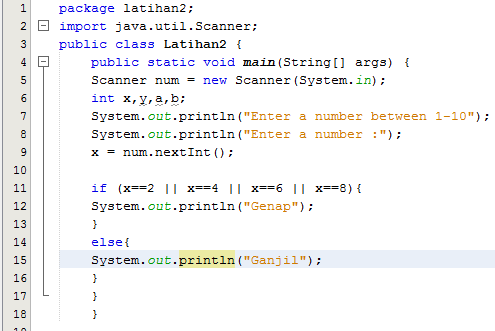 1 package latihan2;
2 import java.util.Scanner;
3 public class Latihan2 {
4 public static void main(String[] args) {
5 Scanner num = new Scanner(System.in);
6 int x,y,a,b;
7 System.out.println("Enter a number between 1-10");
8 System.out.println("Enter a number :");
9 x = num.nextInt();
10
11 if (x==2 || x==4 || x==6 || x==8){
12 System.out.println("Genap");
13 }
14 else{
15 System.out.println("Ganjil");
16 }
17 }
18 }